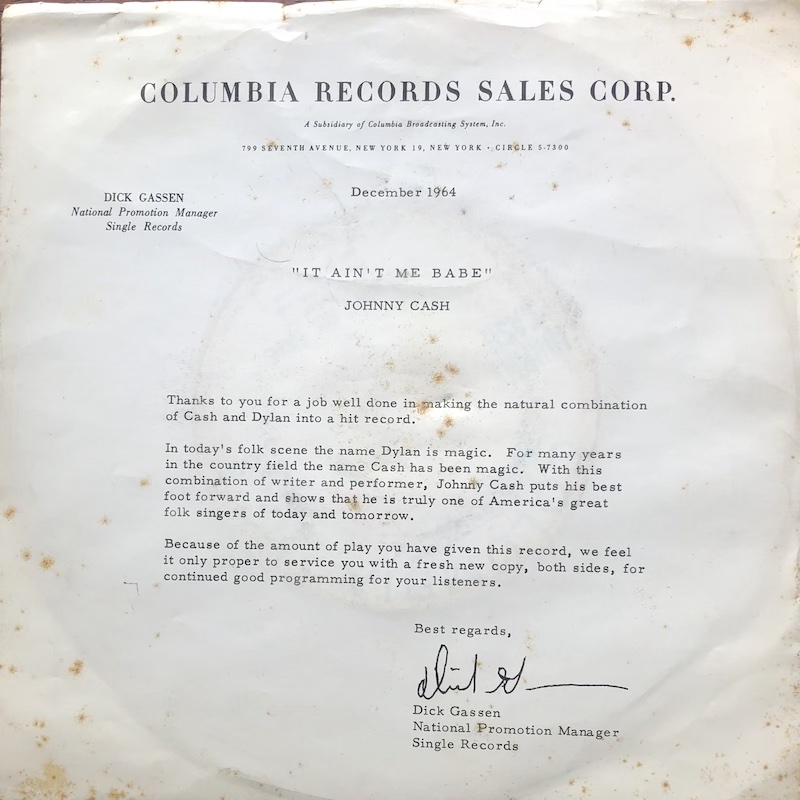 COLUMBIA RECORDS SALES CORP.
A Subsidiary of Columbia Broadcasting System, Inc.
799 SEVENTH AVENUE, NEW YORK 19, NEW YORK • CIRCLE 5-7300
December 1964
DICK GASSEN
National Promotion Manager
Single Records
"IT AIN'T ME BABE"
JOHNNY CASH
Thanks to you for a job well done in making the natural combination
of Cash and Dylan into a hit record.
In today's folk scene the name Dylan is magic. For many years
in the country field the name Cash has been magic. With this
combination of writer and performer, Johnny Cash puts his best
foot forward and shows that he is truly one of America's great
folk singers of today and tomorrow.
Because of the amount of play you have given this record, we feel
it only proper to service you with a fresh new copy, both sides, for
continued good programming for your listeners.
Best regards,
Dick Gassen
National Promotion Manager
Single Records